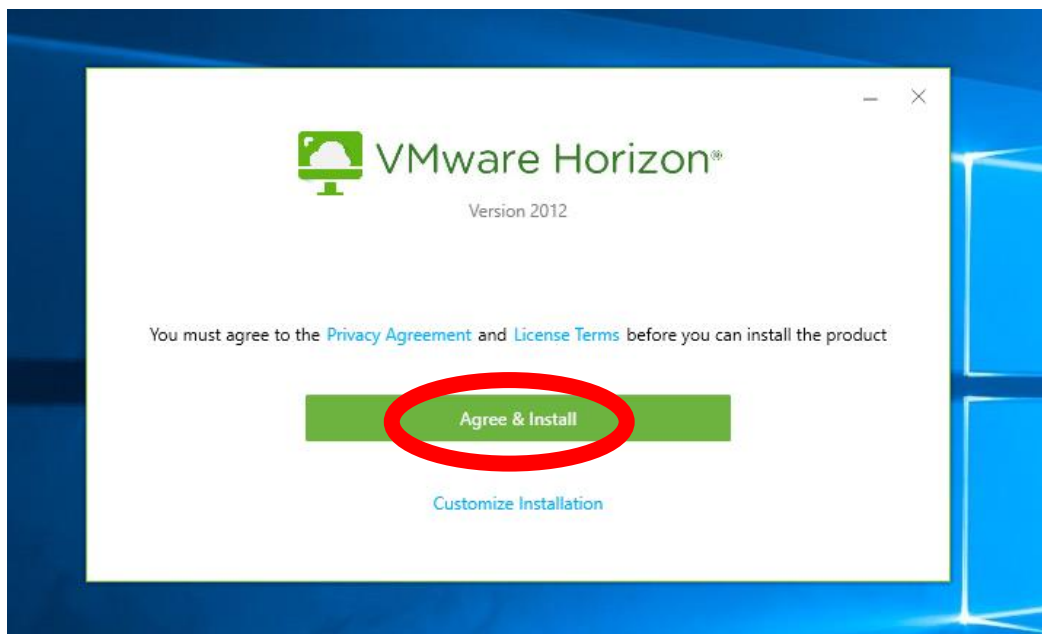 VMware Horizon®
Version 2012
You must agree to the Privacy Agreement and License Terms before you can install the product
Agree & Install
Customize Installation